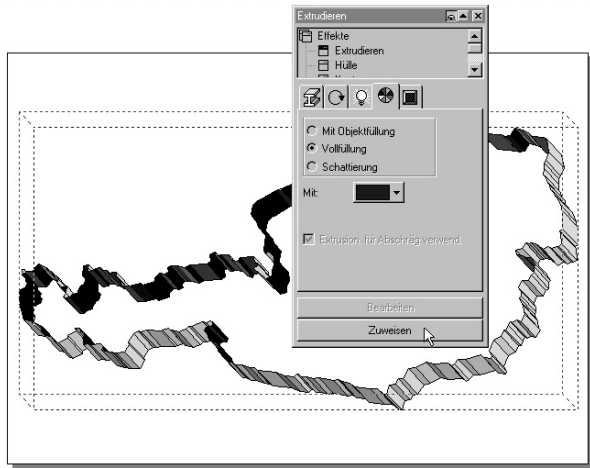 Extrudieren
Effekte
Extrudieren
Hülle
Mit Objektfüllung
Vollfüllung
Schattierung
Mit:
Extrusion für Abschräg.verwend.
Bearbeiten
Zuweisen